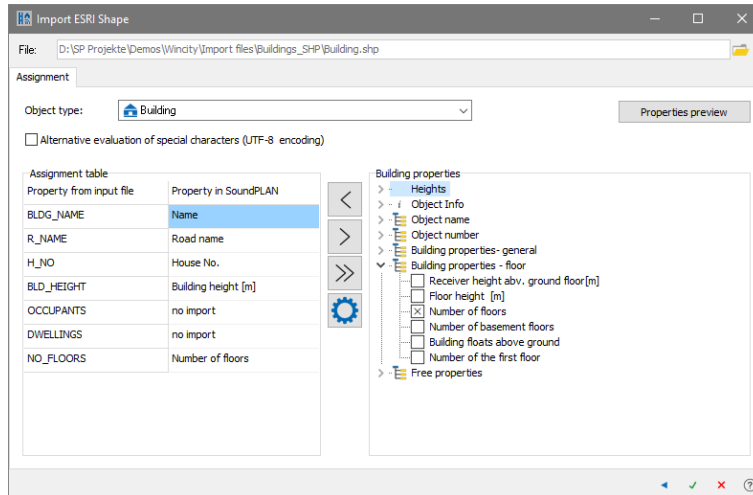 Import ESRI Shape
File: D:\SP Projekte\Demos\Wincity\Import files\Buildings_SHP\Building.shp
Assignment
Object type: Building Properties preview
Alternative evaluation of special characters (UTF-8 encoding)
Assignment table
Property from input file Property in SoundPLAN
BLDG_NAME Name
R_NAME Road name
H_NO House No.
BLD_HEIGHT Building height [m]
OCCUPANTS no import
DWELLINGS no import
NO_FLOORS Number of floors
Building properties
Heights
i Object Info
Object name
Object number
Building properties- general
Building properties - floor
Receiver height abv. ground floor[m]
Floor height [m]
Number of floors
Number of basement floors
Building floats above ground
Number of the first floor
Free properties